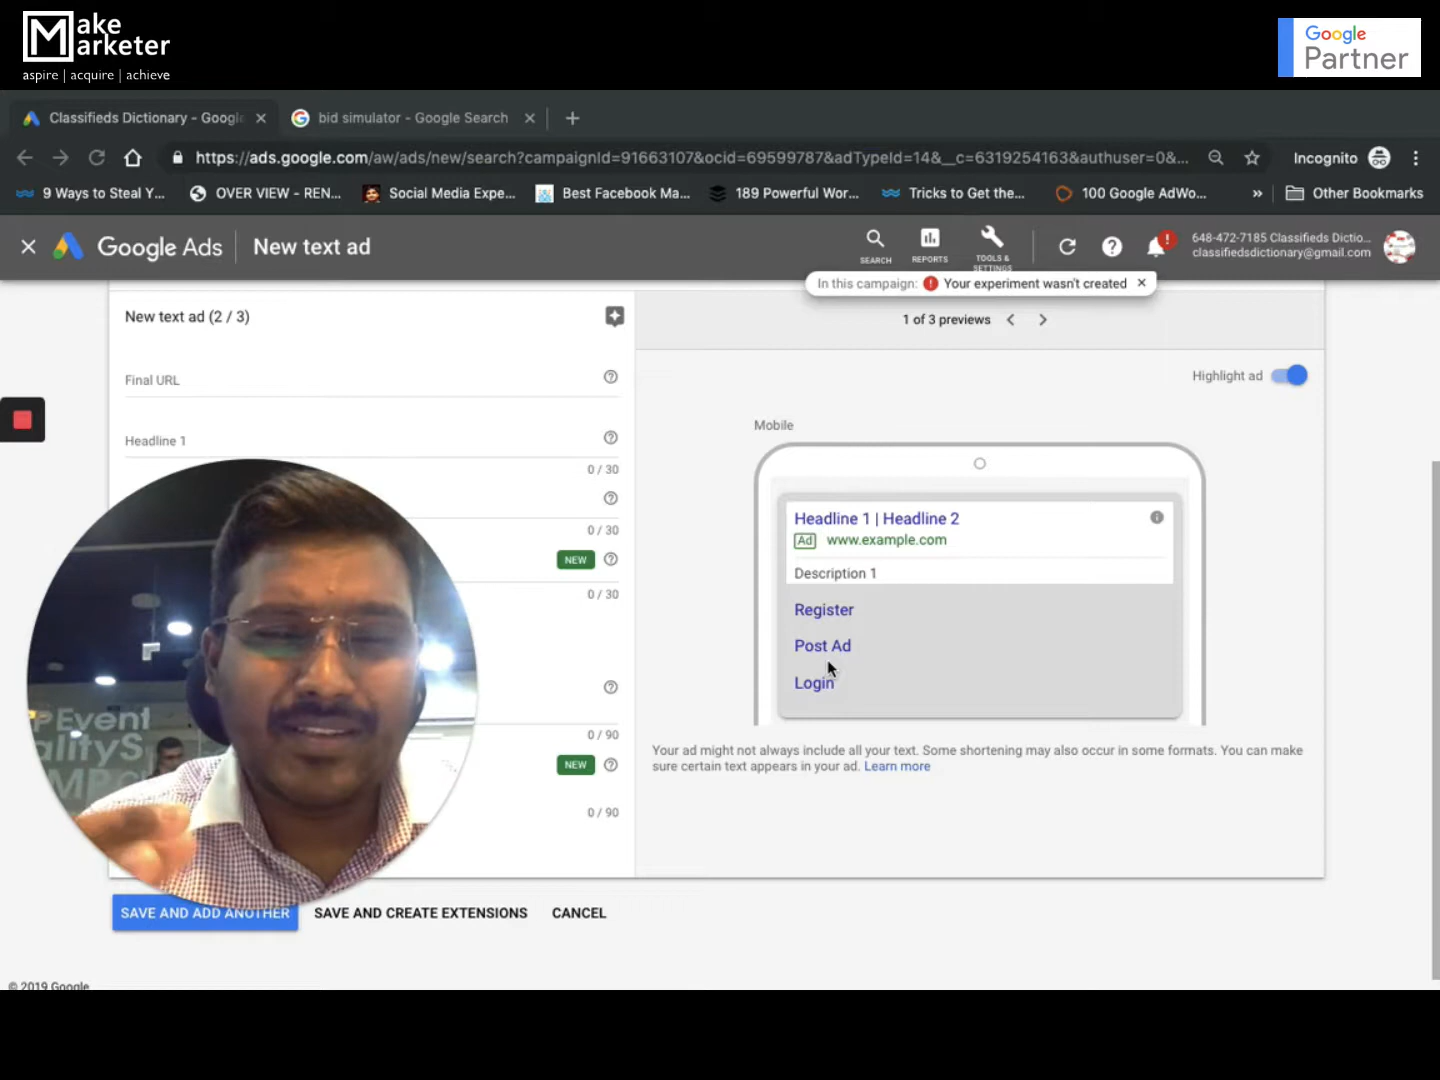 Make
Marketer
aspire | acquire | achieve
Google
Partner
Classifieds Dictionary - Googl
bid simulator - Google Search
https://ads.google.com/aw/ads/new/search?campaignId=91663107&ocid=69599787&adTypeId=14&__c=6319254163&authuser=0&...
Incognito
9 Ways to Steal Y...
OVER VIEW - REN...
Social Media Expe...
Best Facebook Ma...
189 Powerful Wor...
Tricks to Get the...
100 Google AdWo...
»
Other Bookmarks
Google Ads
New text ad
SEARCH
REPORTS
TOOLS &
SETTINGS
648-472-7185 Classifieds Dictio...
classifiedsdictionary@gmail.com
In this campaign: Your experiment wasn't created
New text ad (2 / 3)
1 of 3 previews
Final URL
Highlight ad
Headline 1
0 / 30
0 / 30
NEW
0 / 30
0 / 90
NEW
0 / 90
Mobile
Headline 1 | Headline 2
Ad www.example.com
Description 1
Register
Post Ad
Login
Your ad might not always include all your text. Some shortening may also occur in some formats. You can make
sure certain text appears in your ad. Learn more
PEvent
alityS
MP
SAVE AND ADD ANOTHER
SAVE AND CREATE EXTENSIONS
CANCEL
© 2019 Google